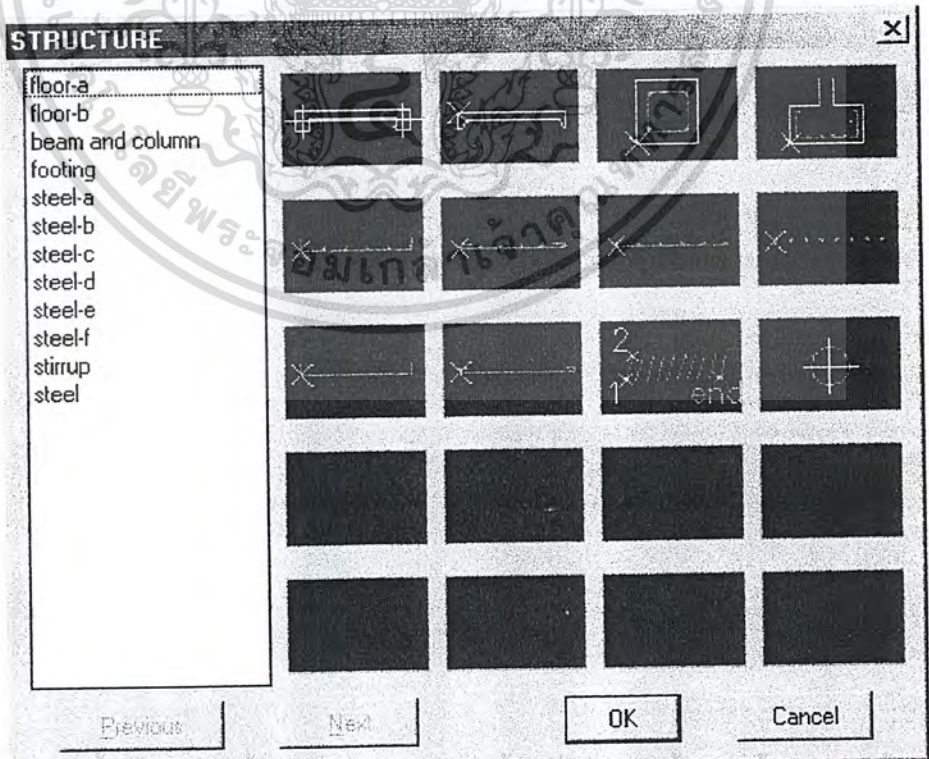 STRUCTURE
floor-a
floor-b
beam and column
footing
steel-a
steel-b
steel-c
steel-d
steel-e
steel-f
stirrup
steel
2
1 end
Previous
Next
OK
Cancel